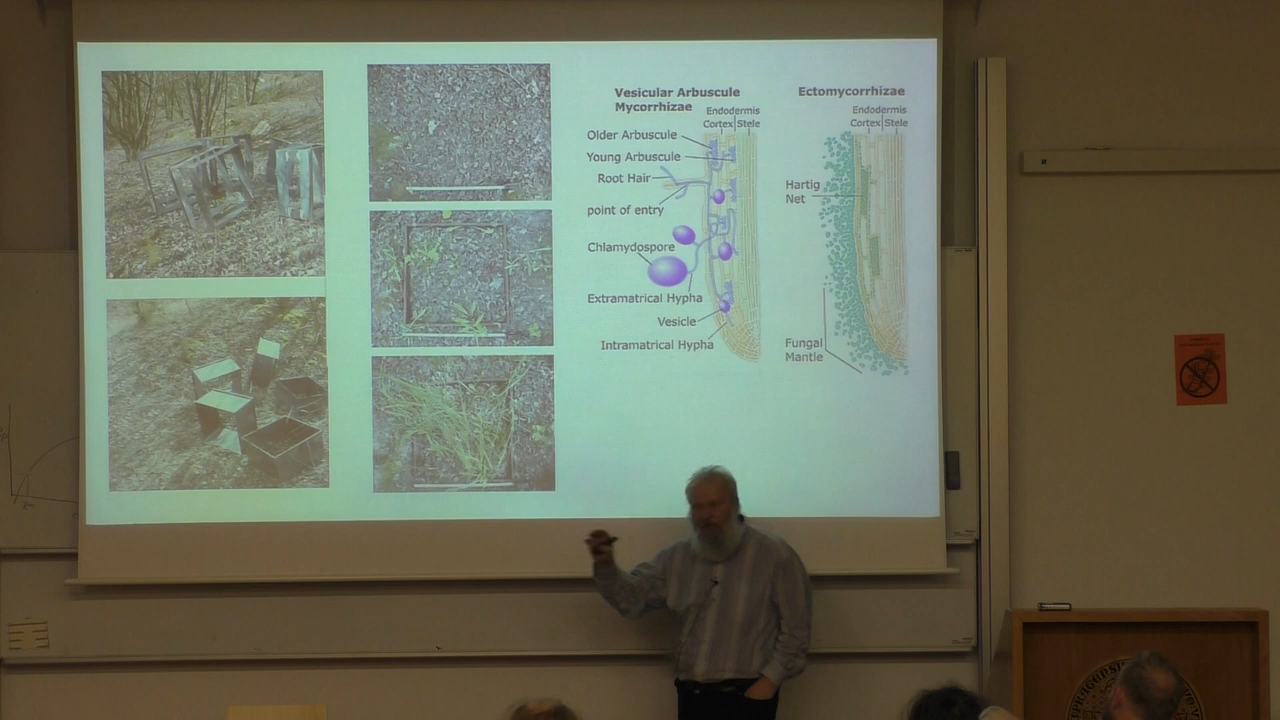 Vesicular Arbuscule
Mycorrhizae
Endodermis
Cortex Stele
Older Arbuscule
Young Arbuscule
Root Hair
point of entry
Chlamydospore
Extramatrical Hypha
Vesicle
Intramatrical Hypha
Ectomycorrhizae
Endodermis
Cortex Stele
Hartig
Net
Fungal
Mantle